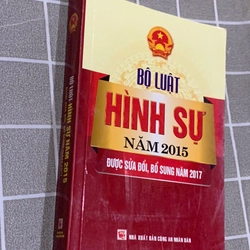 BỘ LUẬT
HÌNH SỰ
NĂM 2015
ĐƯỢC SỬA ĐỔI, BỔ SUNG NĂM 2017
NHÀ XUẤT BẢN CÔNG AN NHÂN DÂN
BỘ LUẬT HÌNH SỰ NĂM 2015